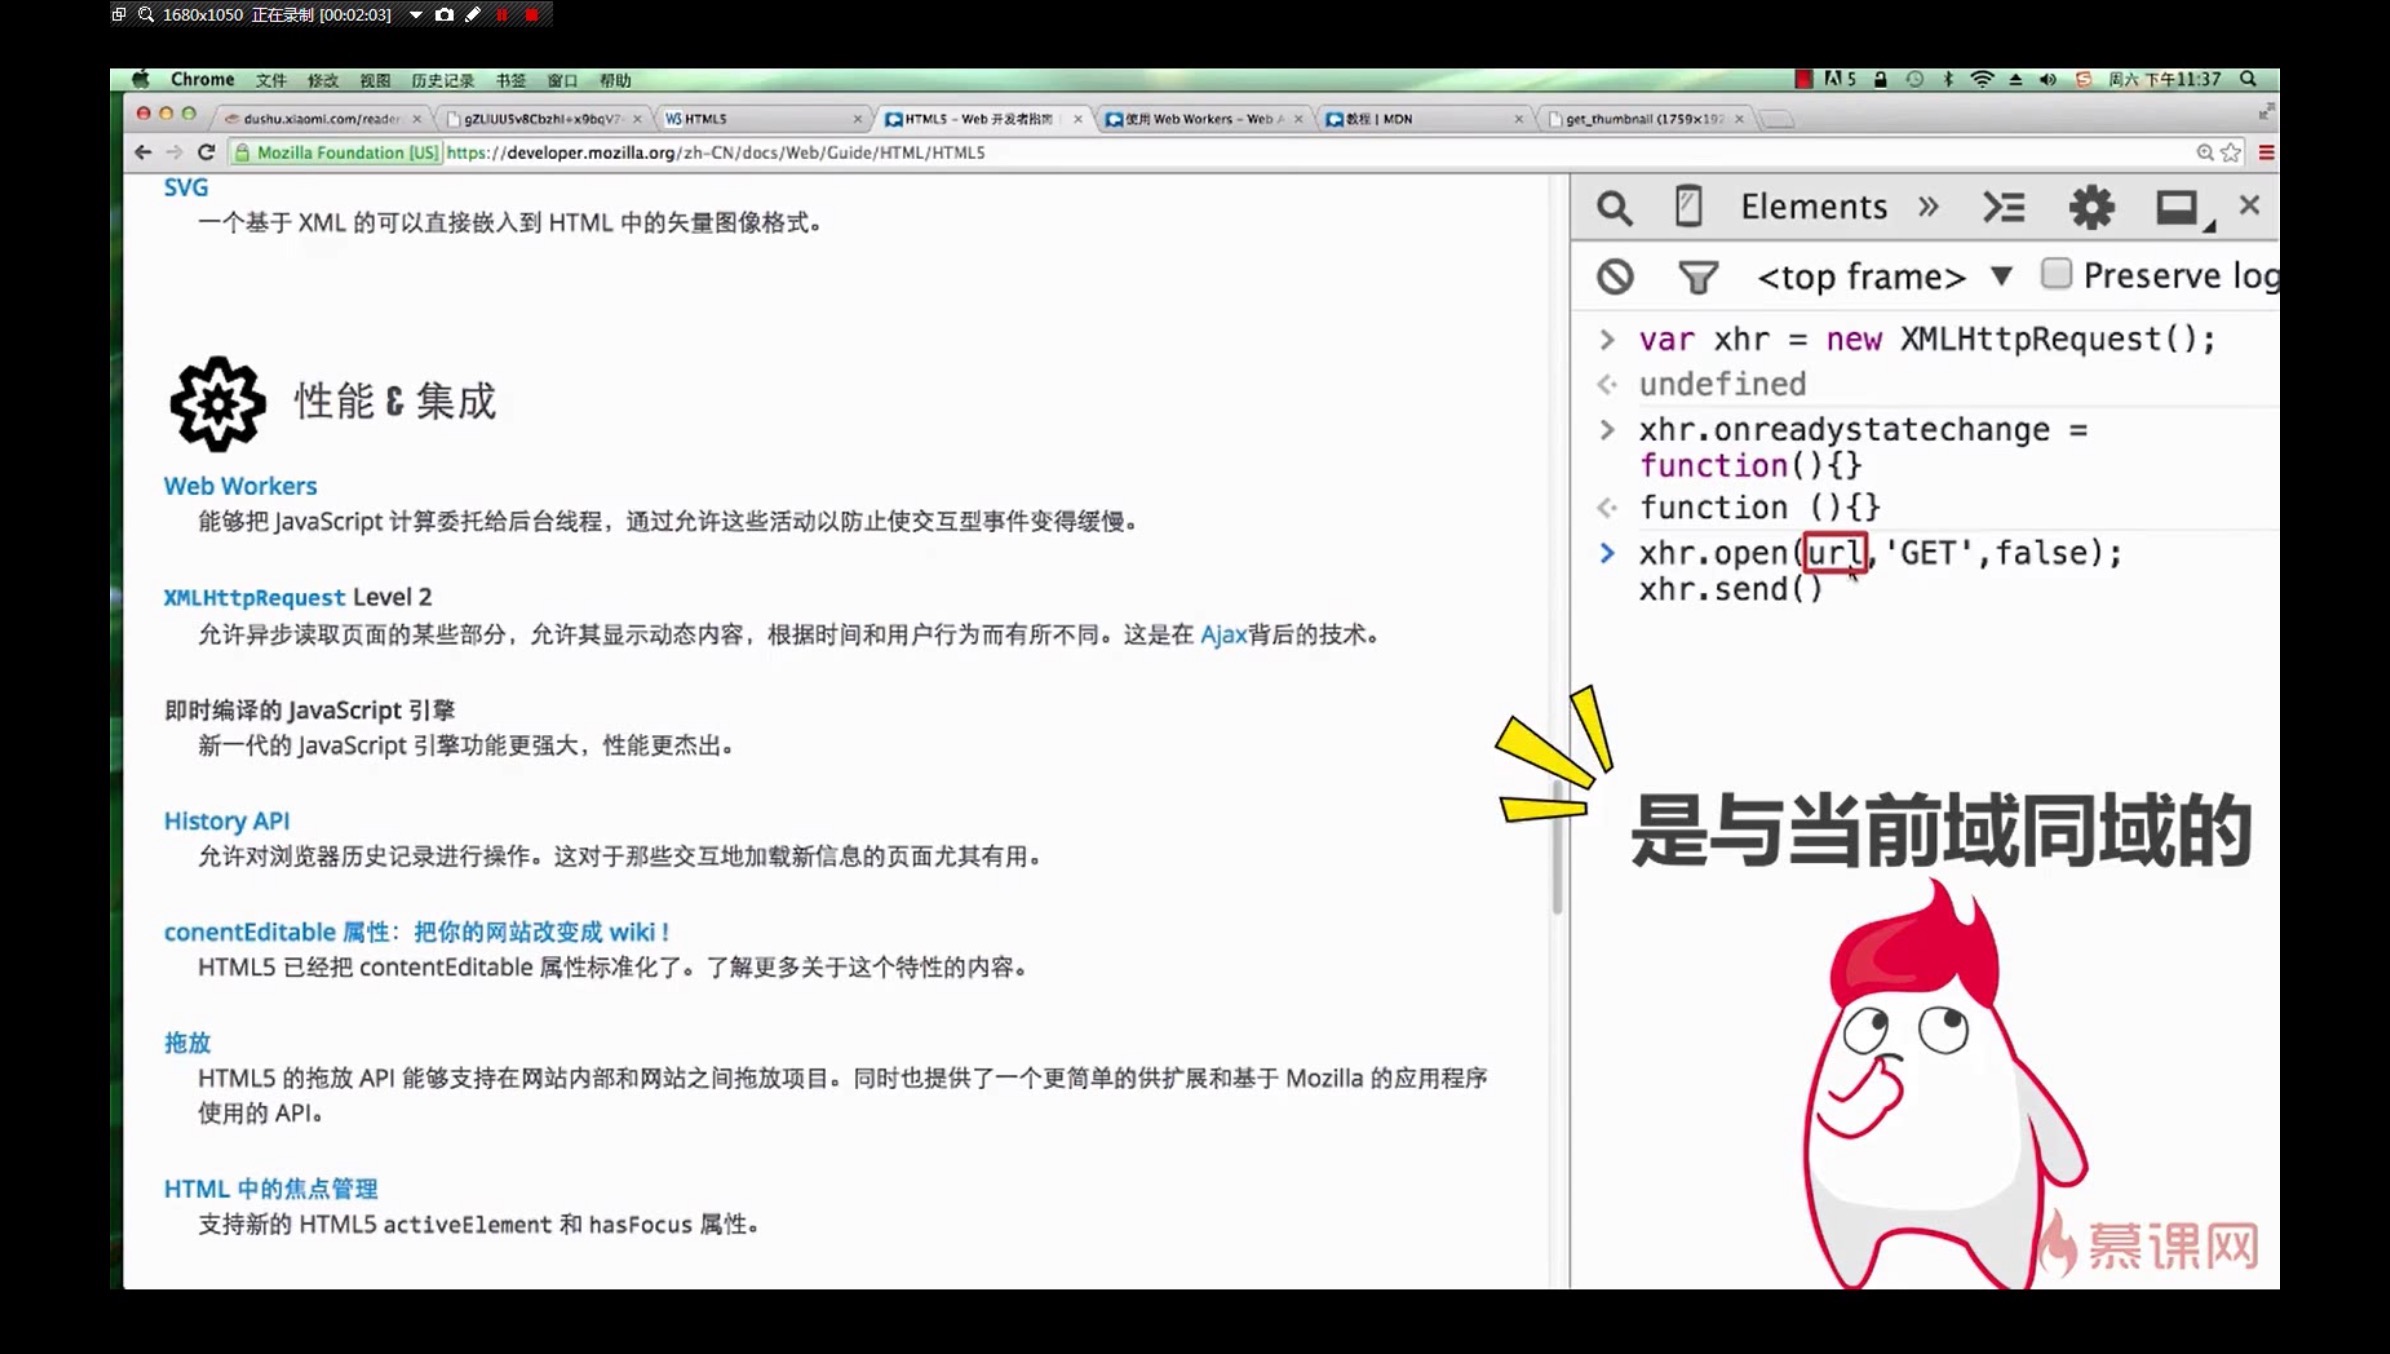 1680x1050 正在录制 [00:02:03]
Chrome 文件 修改 视图 历史记录 书签 窗口 帮助
5 周六 下午11:37
dushu.xiaomi.com/reader
W5 HTML5
HTML5 - Web 开发者指南
使用 Web Workers - Web A
教程 | MDN
get_thumbnail (1759×192
Mozilla Foundation [US] https://developer.mozilla.org/zh-CN/docs/Web/Guide/HTML/HTML5
SVG
一个基于 XML 的可以直接嵌入到 HTML 中的矢量图像格式。
性能 & 集成
Web Workers
能够把 JavaScript 计算委托给后台线程，通过允许这些活动以防止使交互型事件变得缓慢。
XMLHttpRequest Level 2
允许异步读取页面的某些部分，允许其显示动态内容，根据时间和用户行为而有所不同。这是在 Ajax背后的技术。
即时编译的 JavaScript 引擎
新一代的 JavaScript 引擎功能更强大，性能更杰出。
History API
允许对浏览器历史记录进行操作。这对于那些交互地加载新信息的页面尤其有用。
conentEditable 属性：把你的网站改变成 wiki !
HTML5 已经把 contentEditable 属性标准化了。了解更多关于这个特性的内容。
拖放
HTML5 的拖放 API 能够支持在网站内部和网站之间拖放项目。同时也提供了一个更简单的供扩展和基于 Mozilla 的应用程序
使用的 API。
HTML 中的焦点管理
支持新的 HTML5 activeElement 和 hasFocus 属性。
Elements »
<top frame> ▼ Preserve log
> var xhr = new XMLHttpRequest();
undefined
> xhr.onreadystatechange =
function(){}
function (){}
> xhr.open(url,'GET',false);
xhr.send()
是与当前域同域的
慕课网